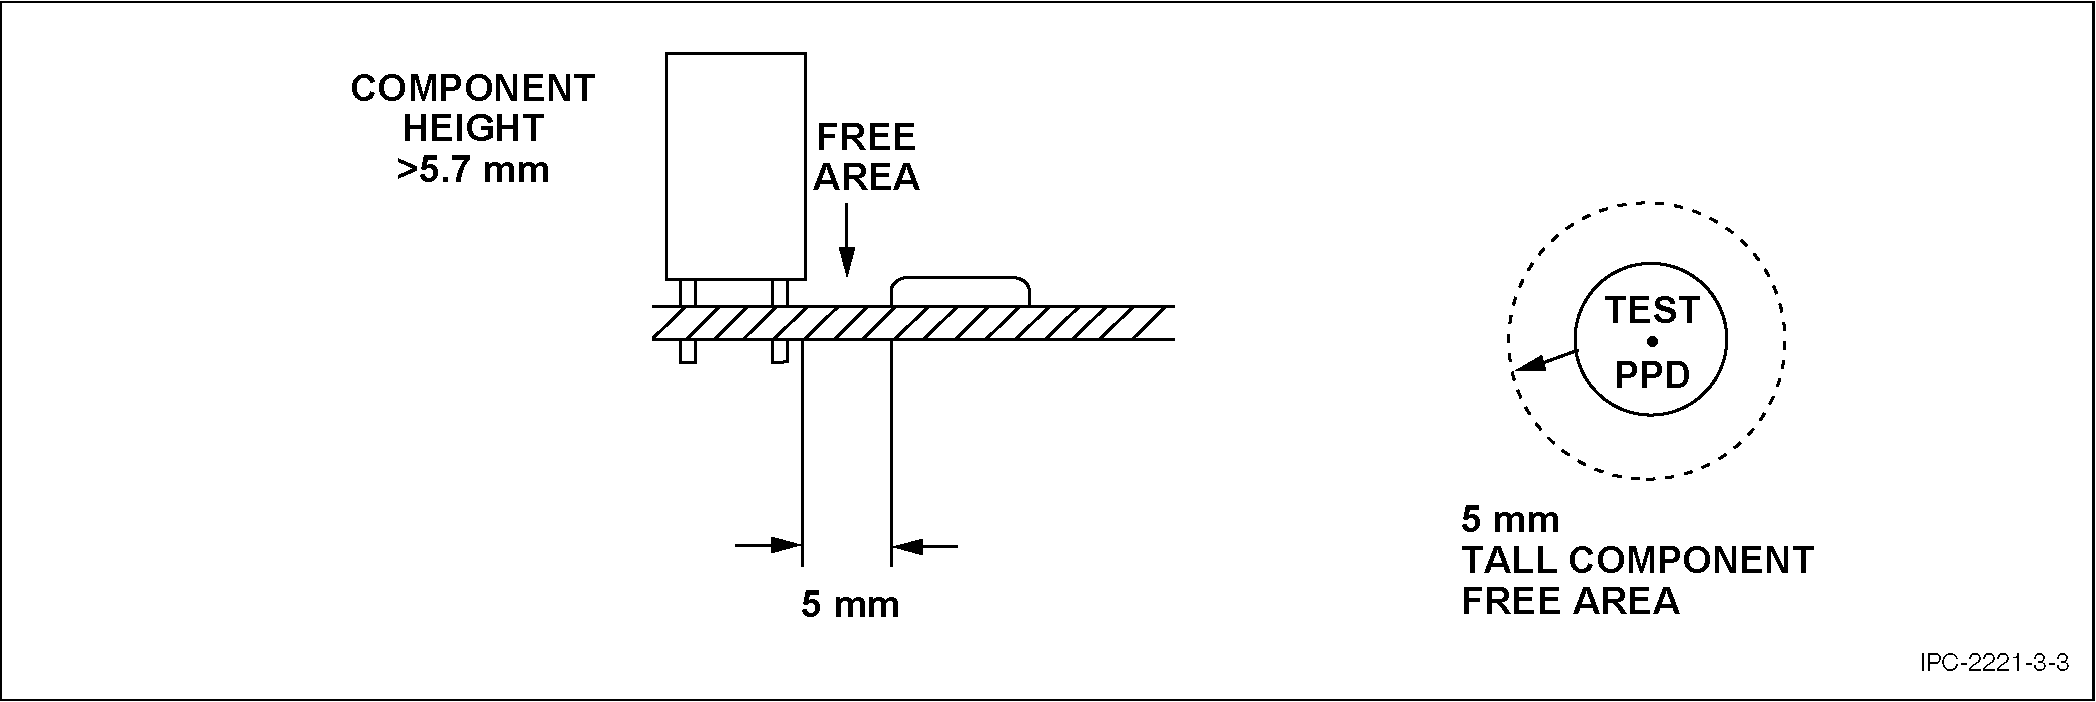 COMPONENT
HEIGHT
>5.7 mm
FREE
AREA
5 mm
TEST
PPD
5 mm
TALL COMPONENT
FREE AREA
IPC-2221-3-3